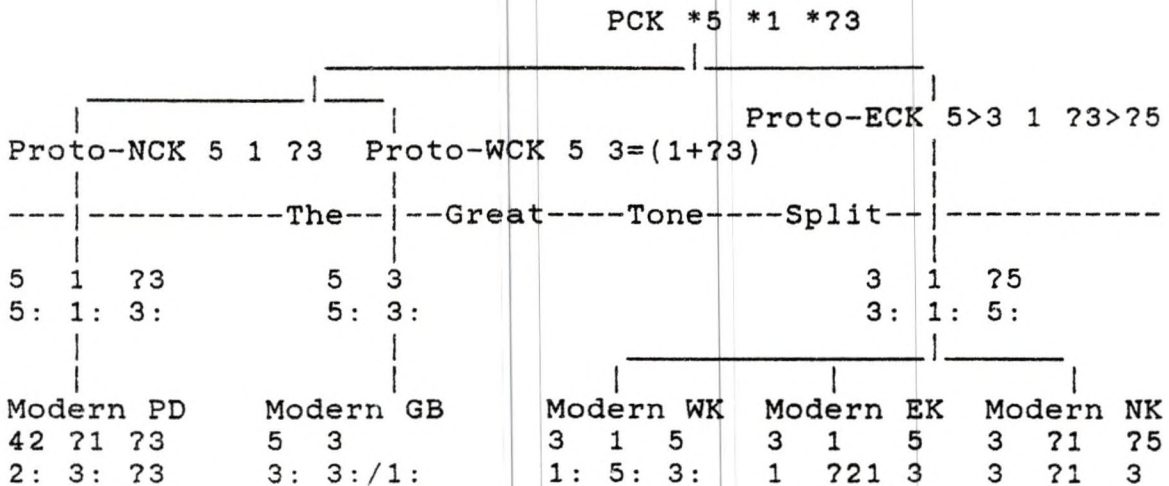 PCK *5 *1 *?3
Proto-ECK 5>3 1 ?3>?5
Proto-NCK 5 1 ?3 Proto-WCK 5 3=(1+?3)
---|----------The--|--Great----Tone----Split--|-----------
5 1 ?3 5 3 3 1 ?5
5: 1: 3: 5: 3: 3: 1: 5:
Modern PD Modern GB Modern WK Modern EK Modern NK
42 ?1 ?3 5 3 3 1 5 3 1 5 3 ?1 ?5
2: 3: ?3 3: 3:/1: 1: 5: 3: 1 ?21 3 3 ?1 3